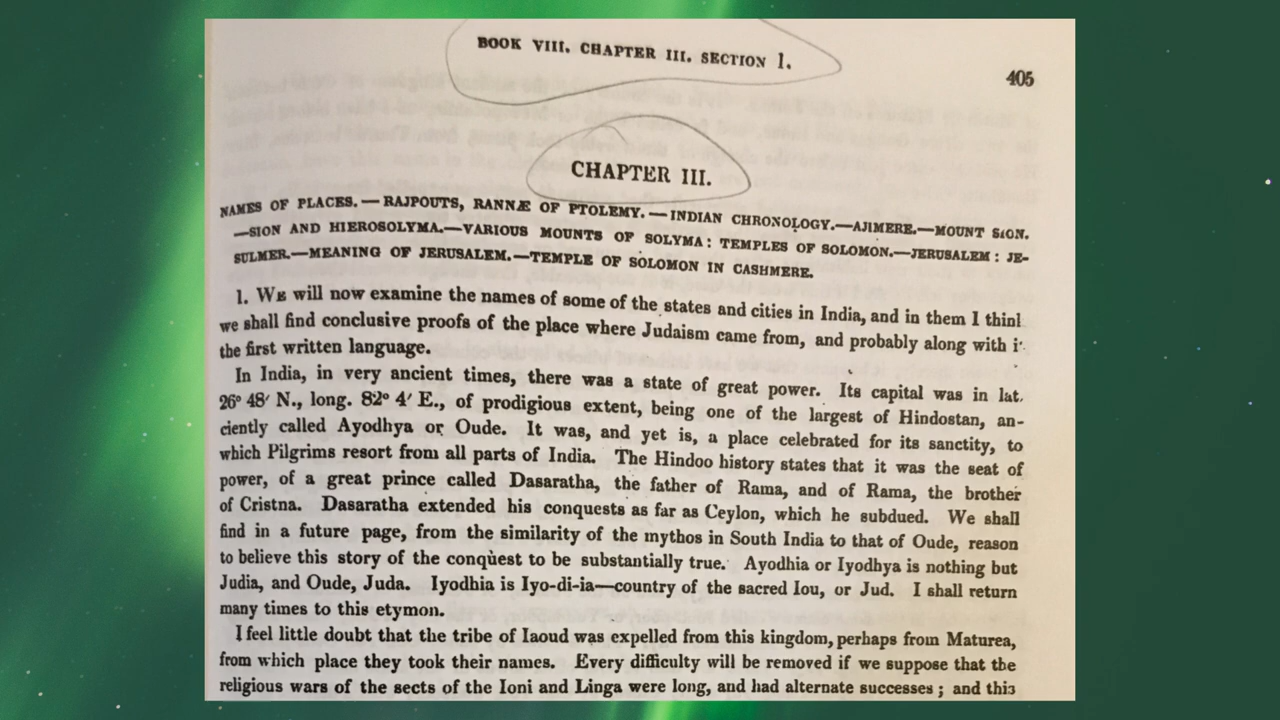 BOOK VIII. CHAPTER III. SECTION 1.
405
CHAPTER III.
NAMES OF PLACES.—RAJPOUTS, RANNÆ OF PTOLEMY.—INDIAN CHRONOLOGY.—AJIMERE.—MOUNT SION.
—SION AND HIEROSOLYMA.—VARIOUS MOUNTS OF SOLYMA: TEMPLES OF SOLOMON.—JERUSALEM: JE-
SULMER.—MEANING OF JERUSALEM.—TEMPLE OF SOLOMON IN CASHMERE.
1. WE will now examine the names of some of the states and cities in India, and in them I
we shall find conclusive proofs of the place where Judaism came from, and probably along with
the first written language.
In India, in very ancient times, there was a state of great power. Its capital was in lat.
26° 48′ N., long. 82° 4′ E., of prodigious extent, being one of the largest of Hindostan, an-
ciently called Ayodhya or Oude. It was, and yet is, a place celebrated for its sanctity, to
which Pilgrims resort from all parts of India. The Hindoo history states that it was the seat of
power, of a great prince called Dasaratha, the father of Rama, and of Rama, the brother
of Cristna. Dasaratha extended his conquests as far as Ceylon, which he subdued. We shall
find in a future page, from the similarity of the mythos in South India to that of Oude, reason
to believe this story of the conquest to be substantially true. Ayodhia or Iyodhya is nothing but
Judia, and Oude, Juda. Iyodhia is Iyo-di-ia—country of the sacred Iou, or Jud. I shall return
many times to this etymon.
I feel little doubt that the tribe of Iaoud was expelled from this kingdom, perhaps from Maturea,
from which place they took their names. Every difficulty will be removed if we suppose that the
religious wars of the sects of the Ioni and Linga were long, and had alternate successes; and this